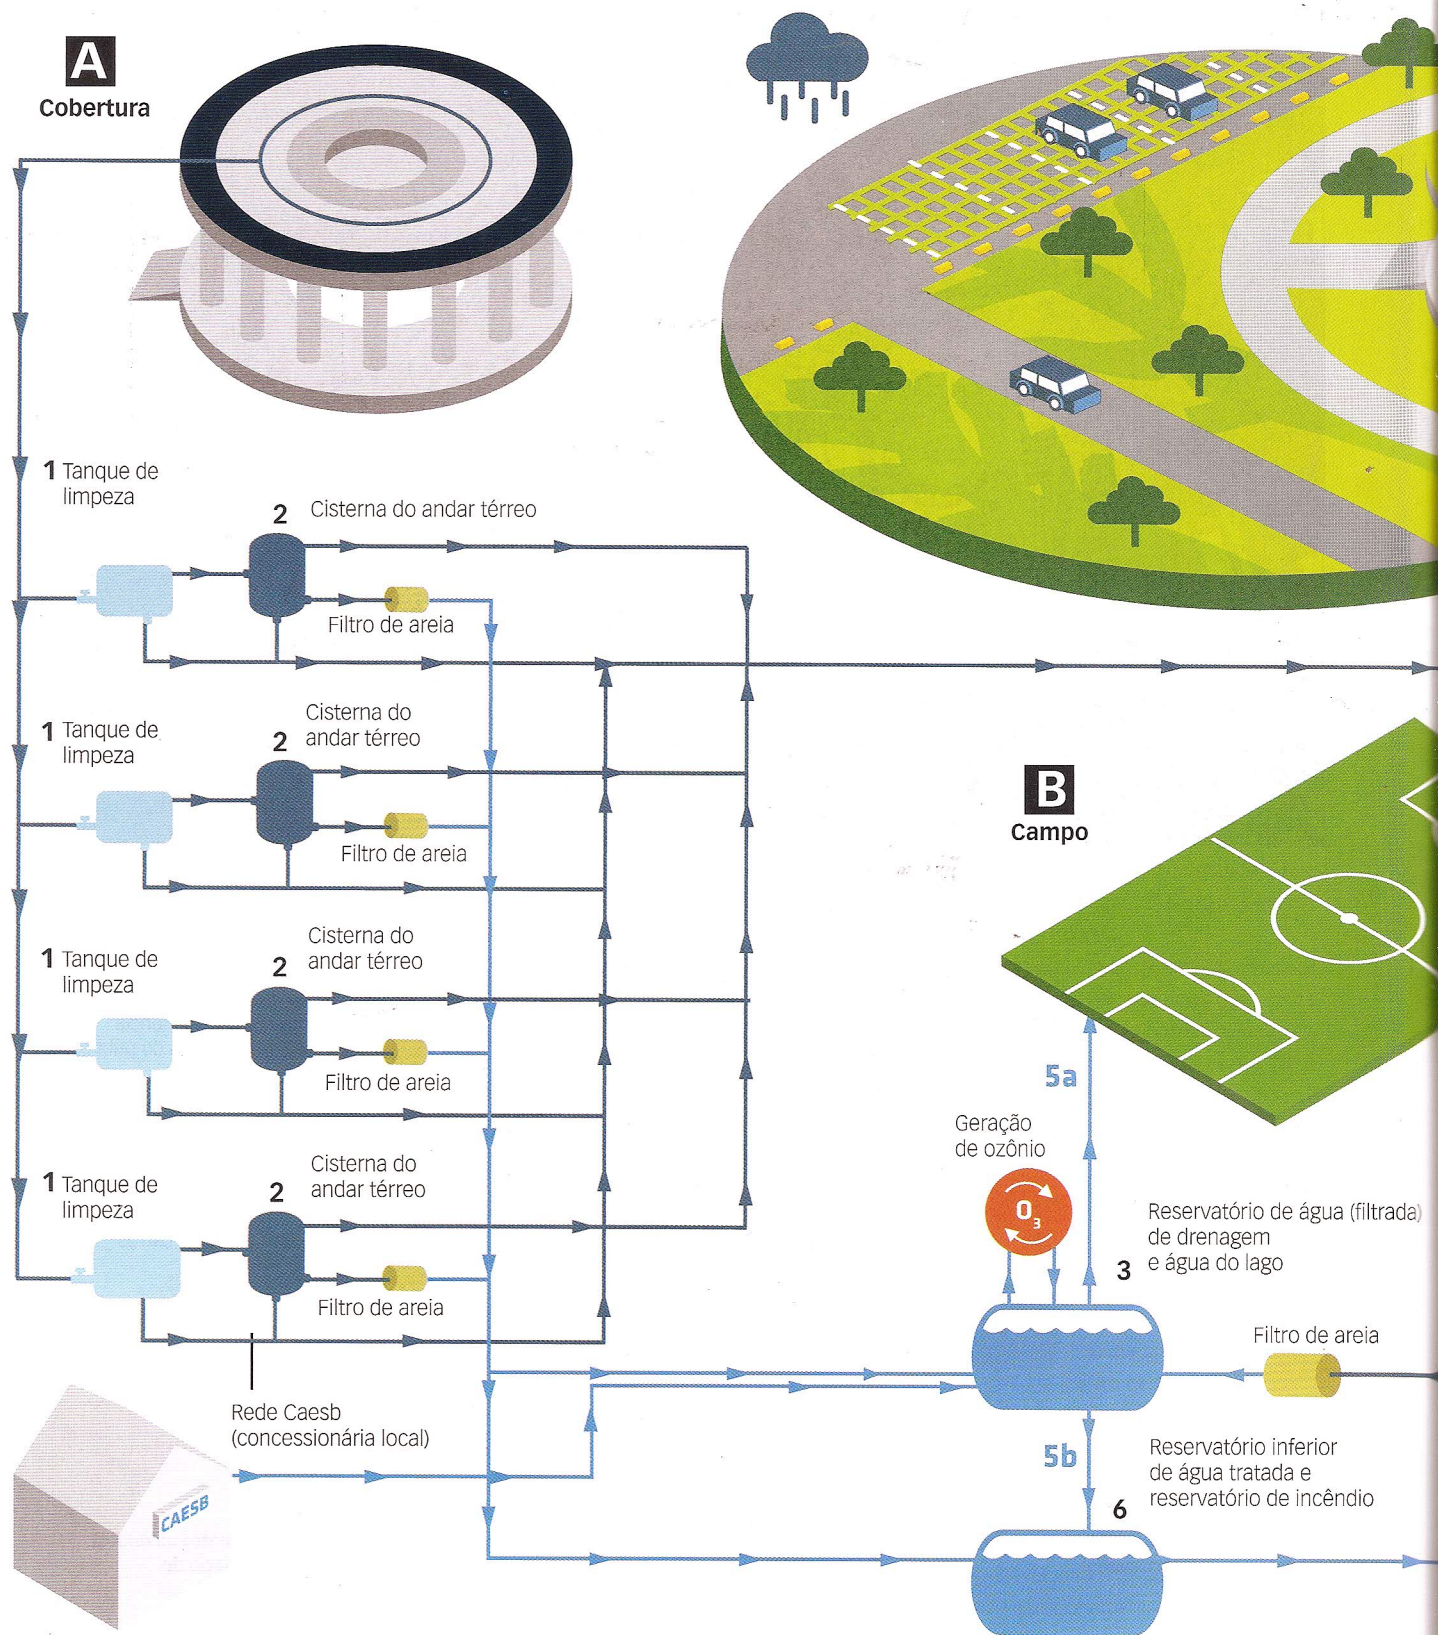 A
Cobertura
1 Tanque de
limpeza
2 Cisterna do andar térreo
Filtro de areia
1 Tanque de
limpeza
Cisterna do
2 andar térreo
Filtro de areia
1 Tanque de
limpeza
Cisterna do
2 andar térreo
Filtro de areia
1 Tanque de
limpeza
Cisterna do
2 andar térreo
Filtro de areia
Rede Caesb
(concessionária local)
CAESB
B
Campo
5a
Geração
de ozônio
O3
Reservatório de água (filtrada)
de drenagem
3 e água do lago
Filtro de areia
5b
Reservatório inferior
de água tratada e
reservatório de incêndio
6